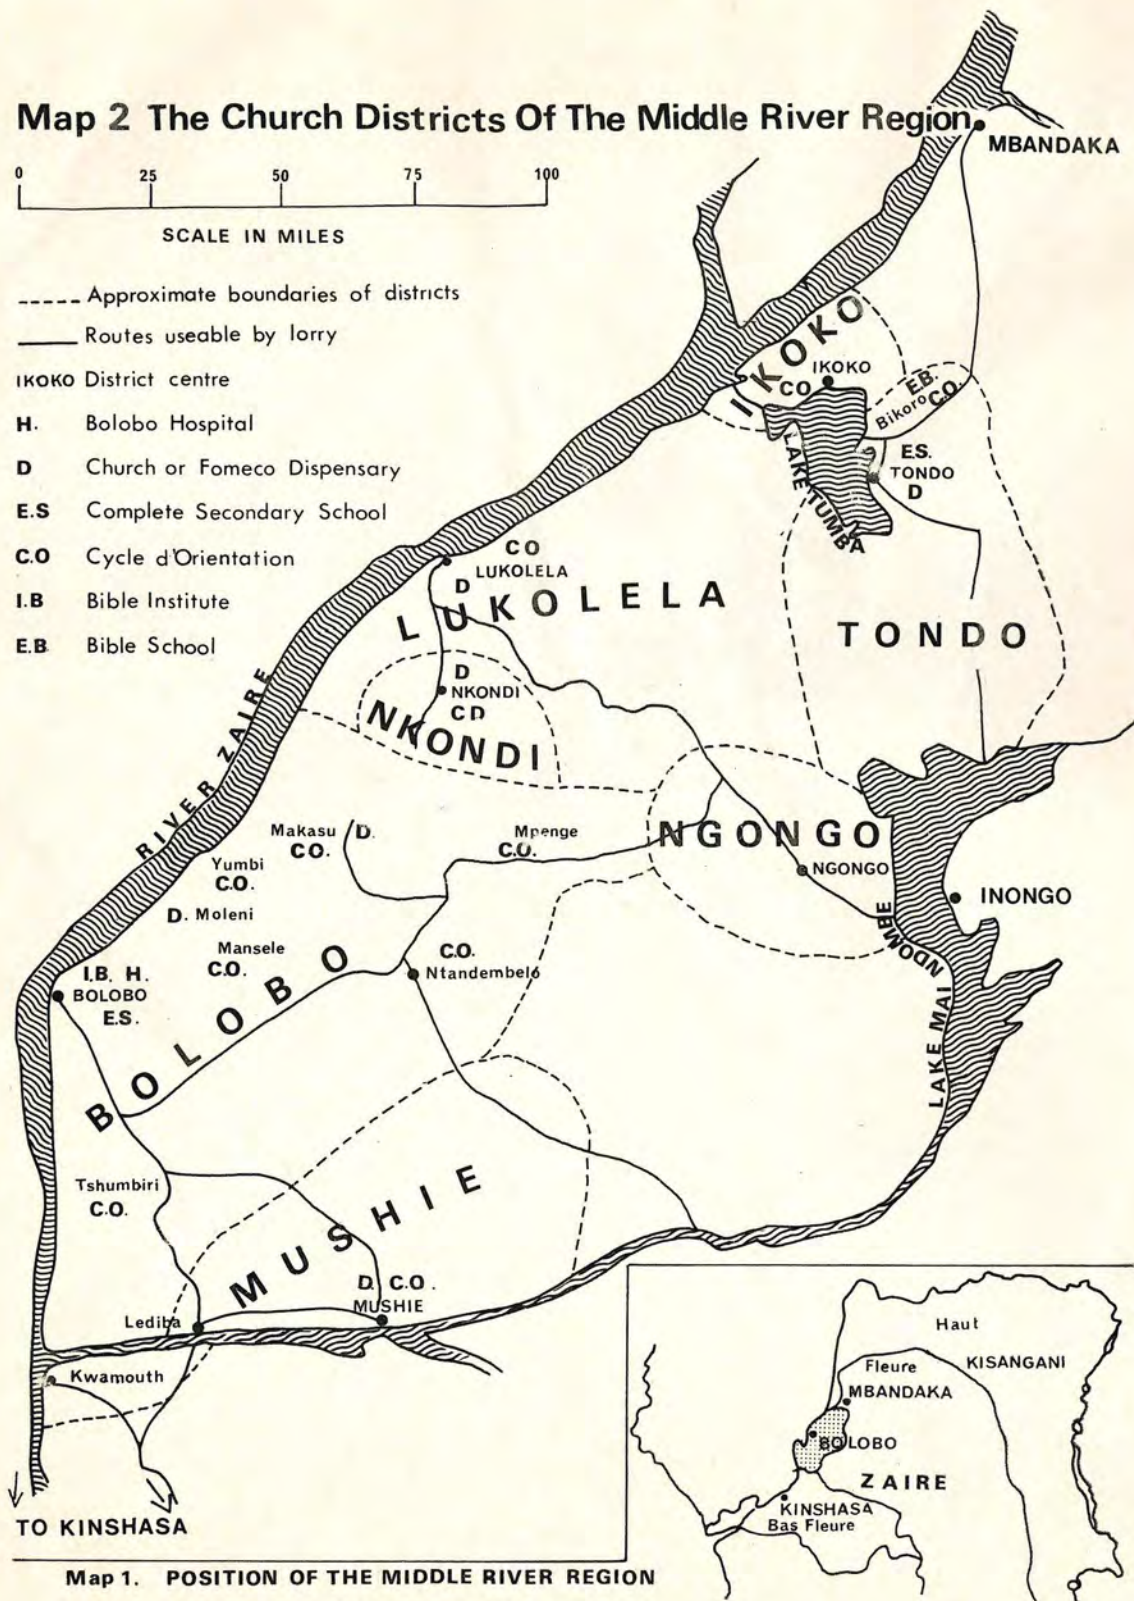 Map 2 The Church Districts Of The Middle River Region
0 25 50 75 100
SCALE IN MILES
Approximate boundaries of districts
Routes useable by lorry
IKOKO District centre
H. Bolobo Hospital
D Church or Fomeco Dispensary
E.S Complete Secondary School
C.O Cycle d'Orientation
I.B Bible Institute
E.B Bible School
MBANDAKA
IKOKO
IKOKO
CO
E.B.
Bikoro C.O.
E.S.
TONDO
D
LAKE TUMBA
CO
LUKOLELA
D
LUKOLELA
TONDO
D
NKONDI
CD
NKONDI
RIVER ZAIRE
Makasu D.
CO.
Mpenge
C.O.
NGONGO
NGONGO
INONGO
LAKE MAI NDOMBE
Yumbi
C.O.
D. Moleni
Mansele
C.O.
C.O.
Ntandembelo
I.B. H.
BOLOBO
E.S.
BOLOBO
Tshumbiri
C.O.
MUSHIE
D. C.O.
MUSHIE
Lediba
Kwamouth
TO KINSHASA
Haut
Fleure KISANGANI
MBANDAKA
BOLOBO
ZAIRE
KINSHASA
Bas Fleure
Map 1. POSITION OF THE MIDDLE RIVER REGION